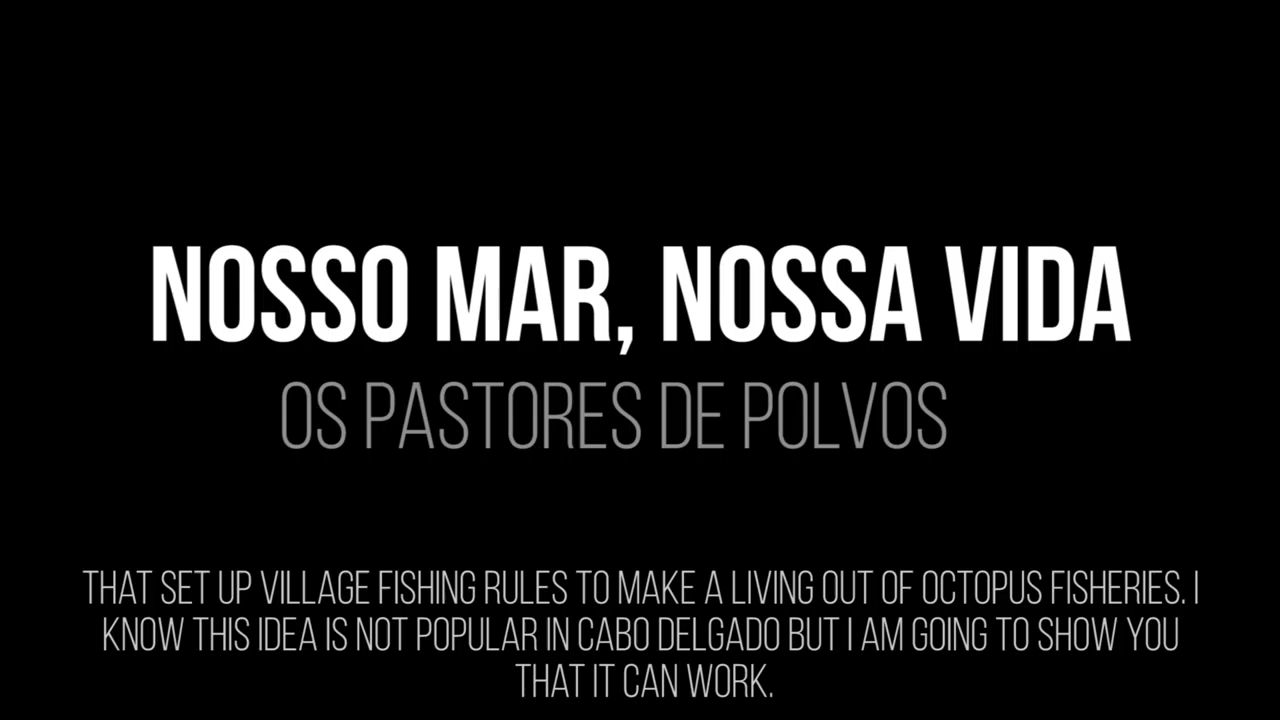 NOSSO MAR, NOSSA VIDA
OS PASTORES DE POLVOS
THAT SET UP VILLAGE FISHING RULES TO MAKE A LIVING OUT OF OCTOPUS FISHERIES. I
KNOW THIS IDEA IS NOT POPULAR IN CABO DELGADO BUT I AM GOING TO SHOW YOU
THAT IT CAN WORK.